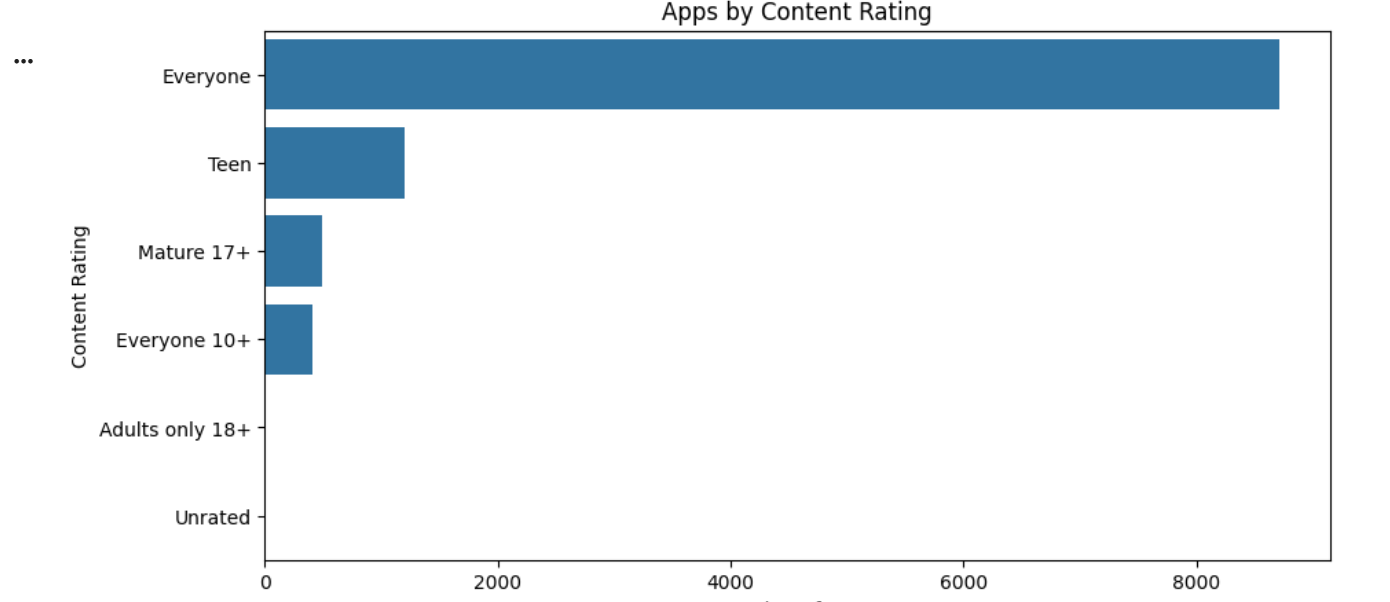 Apps by Content Rating
...
Everyone
Teen
Mature 17+
Everyone 10+
Adults only 18+
Unrated
Content Rating
0 2000 4000 6000 8000